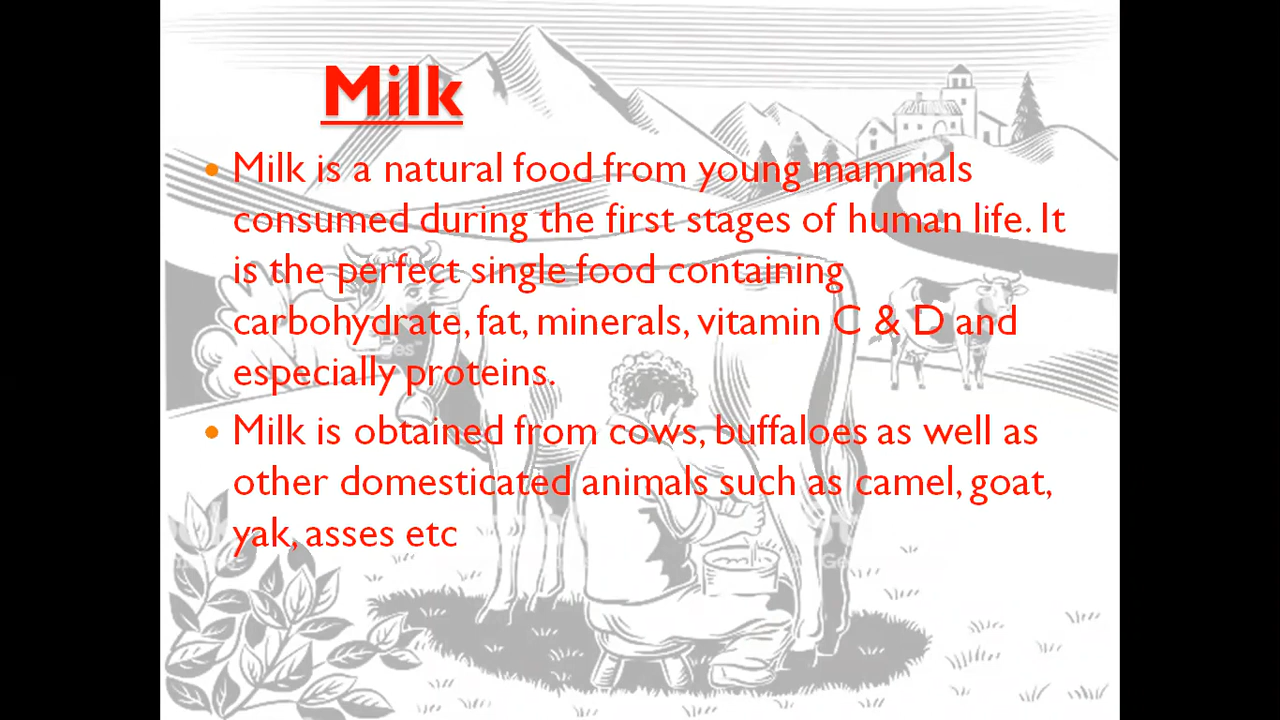 Milk
Milk is a natural food from young mammals
consumed during the first stages of human life. It
is the perfect single food containing
carbohydrate, fat, minerals, vitamin C & D and
especially proteins.
Milk is obtained from cows, buffaloes as well as
other domesticated animals such as camel, goat,
yak, asses etc